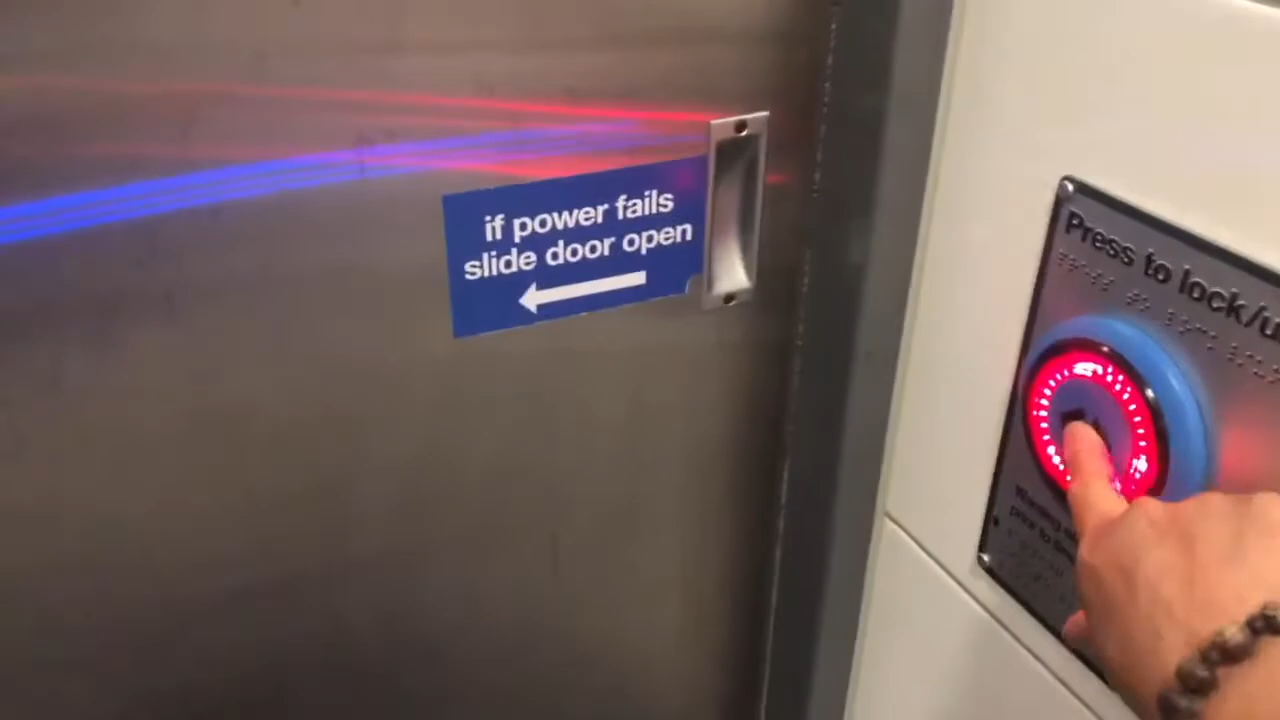 if power fails
slide door open
Press to lock/u